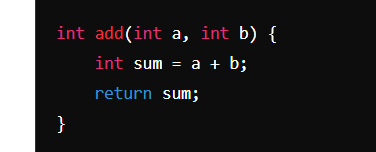 int add(int a, int b) {
    int sum = a + b;
    return sum;
}